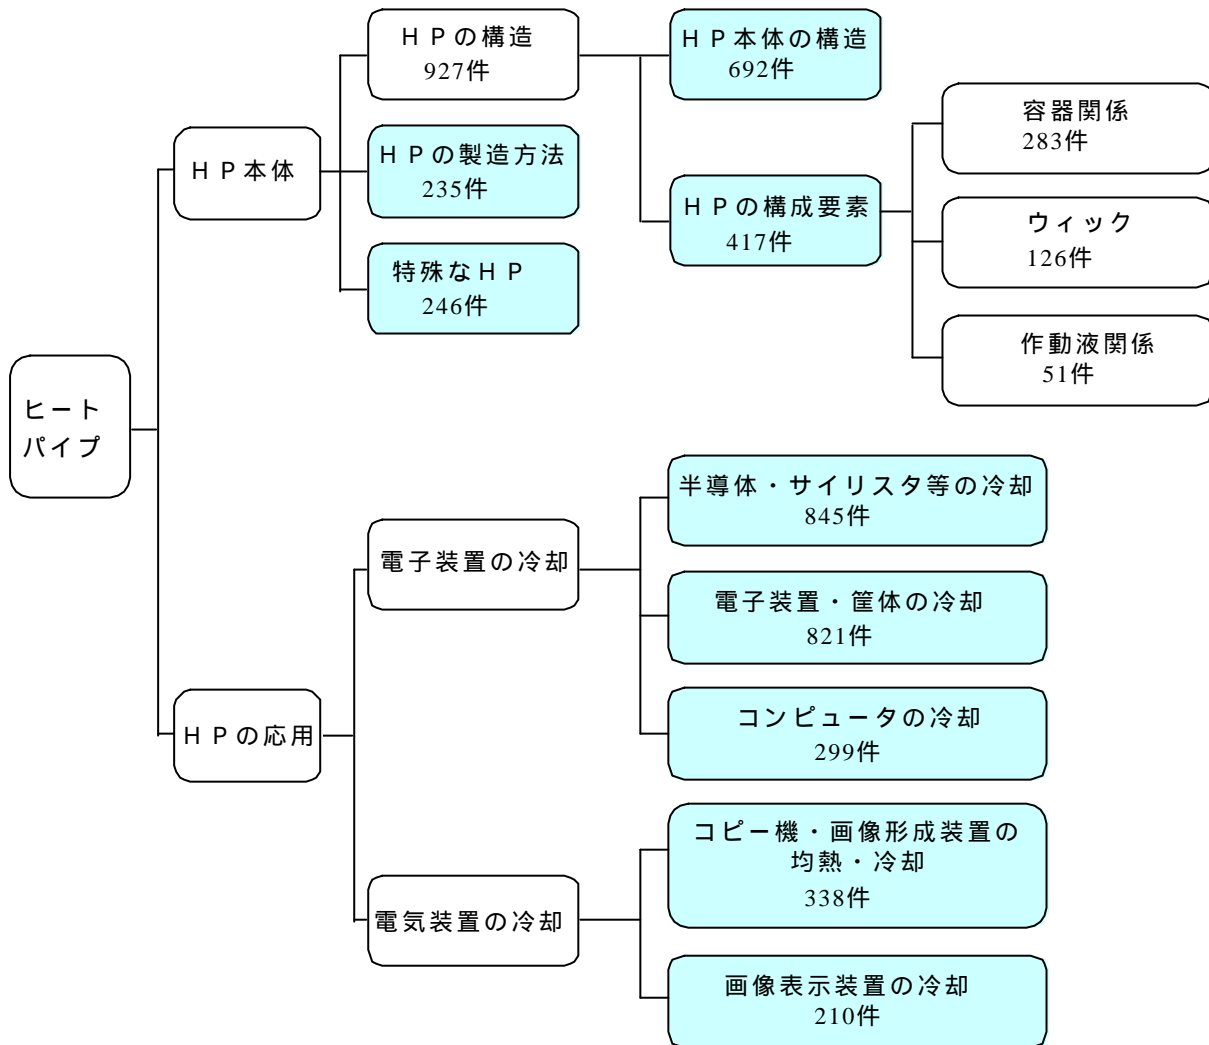 ＨＰの構造
927件
ＨＰ本体の構造
692件
容器関係
283件
ＨＰ本体
ＨＰの製造方法
235件
ＨＰの構成要素
417件
ウィック
126件
特殊なＨＰ
246件
作動液関係
51件
ヒート
パイプ
半導体・サイリスタ等の冷却
845件
電子装置の冷却
電子装置・筐体の冷却
821件
ＨＰの応用
コンピュータの冷却
299件
コピー機・画像形成装置の
均熱・冷却
338件
電気装置の冷却
画像表示装置の冷却
210件